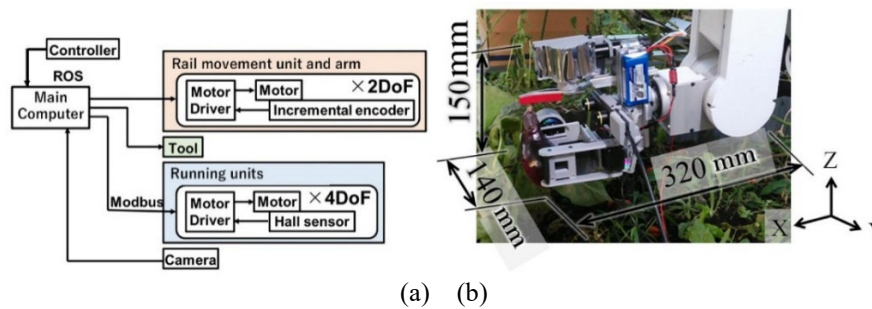 Controller
ROS
Main
Computer
Rail movement unit and arm
Motor
Driver
Motor
×2DoF
Incremental encoder
Tool
Running units
Modbus
Motor
Driver
Motor
×4DoF
Hall sensor
Camera
150mm
140 mm
320 mm
Z
X
Y
(a) (b)